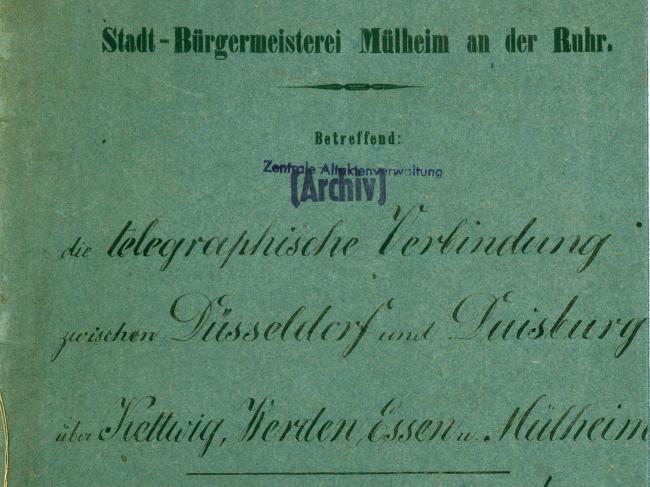 Stadt-Bürgermeisterei Mülheim an der Ruhr.
Betreffend:
Zentrale Altaktenverwaltung
[Archiv]
die telegraphische Verbindung
zwischen Düsseldorf und Duisburg
über Kettwig, Werden, Essen u. Mülheim